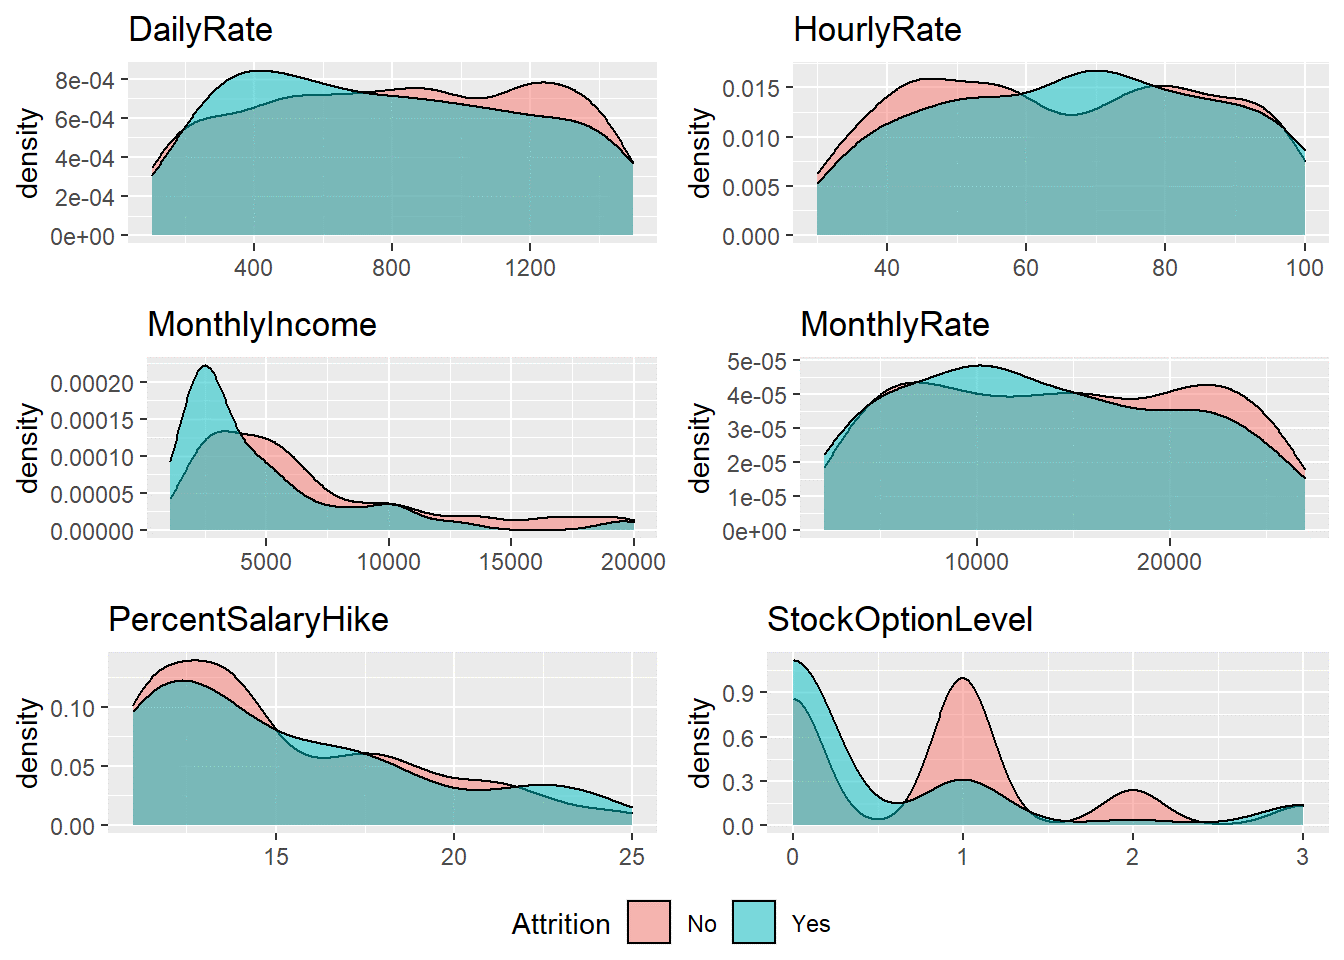 DailyRate
density
8e-04
6e-04
4e-04
2e-04
0e+00
400 800 1200
HourlyRate
density
0.015
0.010
0.005
0.000
40 60 80 100
MonthlyIncome
density
0.00020
0.00015
0.00010
0.00005
0.00000
5000 10000 15000 20000
MonthlyRate
density
5e-05
4e-05
3e-05
2e-05
1e-05
0e+00
10000 20000
PercentSalaryHike
density
0.10
0.05
0.00
15 20 25
StockOptionLevel
density
0.9
0.6
0.3
0.0
0 1 2 3
Attrition No Yes